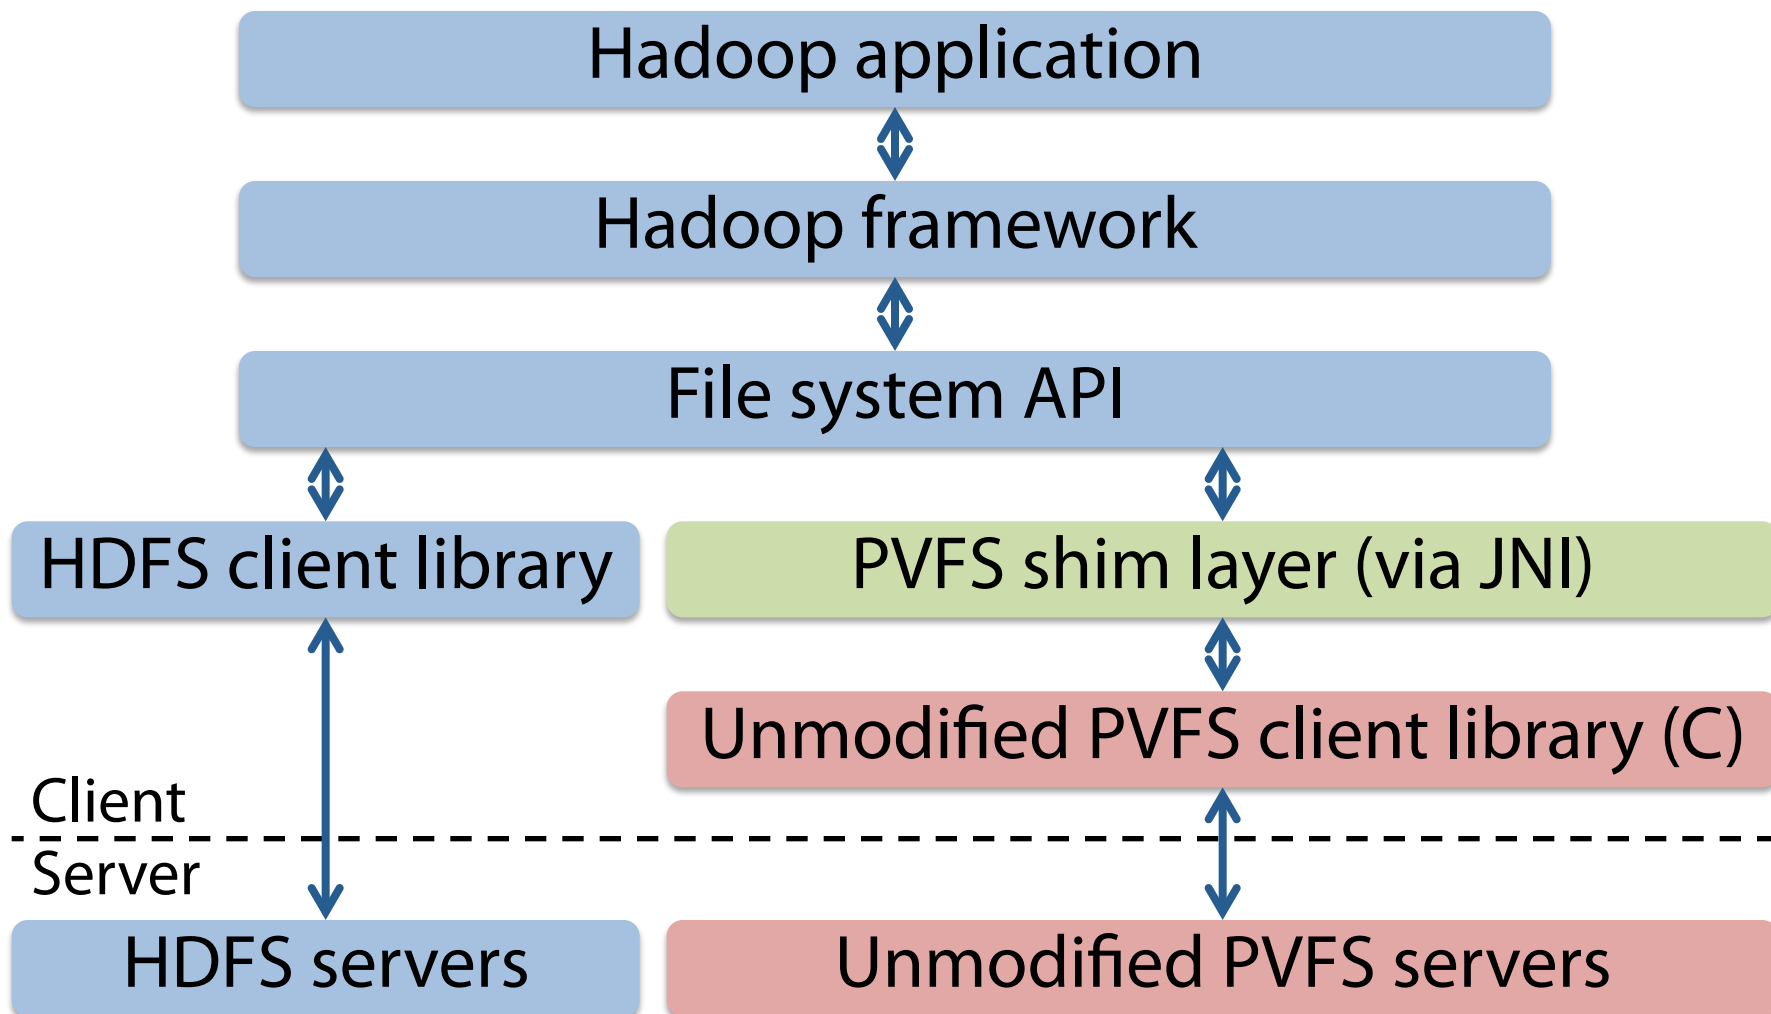 Hadoop application
Hadoop framework
File system API
HDFS client library
PVFS shim layer (via JNI)
Unmodified PVFS client library (C)
Client
Server
HDFS servers
Unmodified PVFS servers